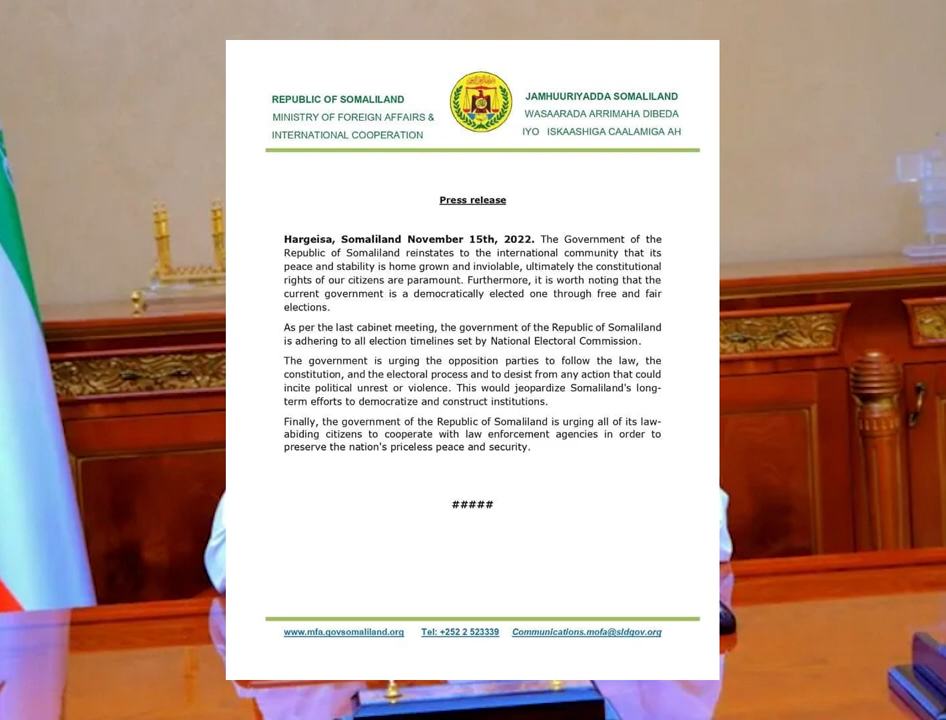 REPUBLIC OF SOMALILAND
MINISTRY OF FOREIGN AFFAIRS &
INTERNATIONAL COOPERATION
JAMHUURIYADDA SOMALILAND
WASAARADA ARRIMAHA DIBEDA
IYO ISKAASHIGA CAALAMIGA AH
Press release
Hargeisa, Somaliland November 15th, 2022. The Government of the
Republic of Somaliland reinstates to the international community that its
peace and stability is home grown and inviolable, ultimately the constitutional
rights of our citizens are paramount. Furthermore, it is worth noting that the
current government is a democratically elected one through free and fair
elections.
As per the last cabinet meeting, the government of the Republic of Somaliland
is adhering to all election timelines set by National Electoral Commission.
The government is urging the opposition parties to follow the law, the
constitution, and the electoral process and to desist from any action that could
incite political unrest or violence. This would jeopardize Somaliland's long-
term efforts to democratize and construct institutions.
Finally, the government of the Republic of Somaliland is urging all of its law-
abiding citizens to cooperate with law enforcement agencies in order to
preserve the nation's priceless peace and security.
#####
www.mfa.govsomaliland.org Tel: +252 2 523339 Communications.mofa@sldgov.org